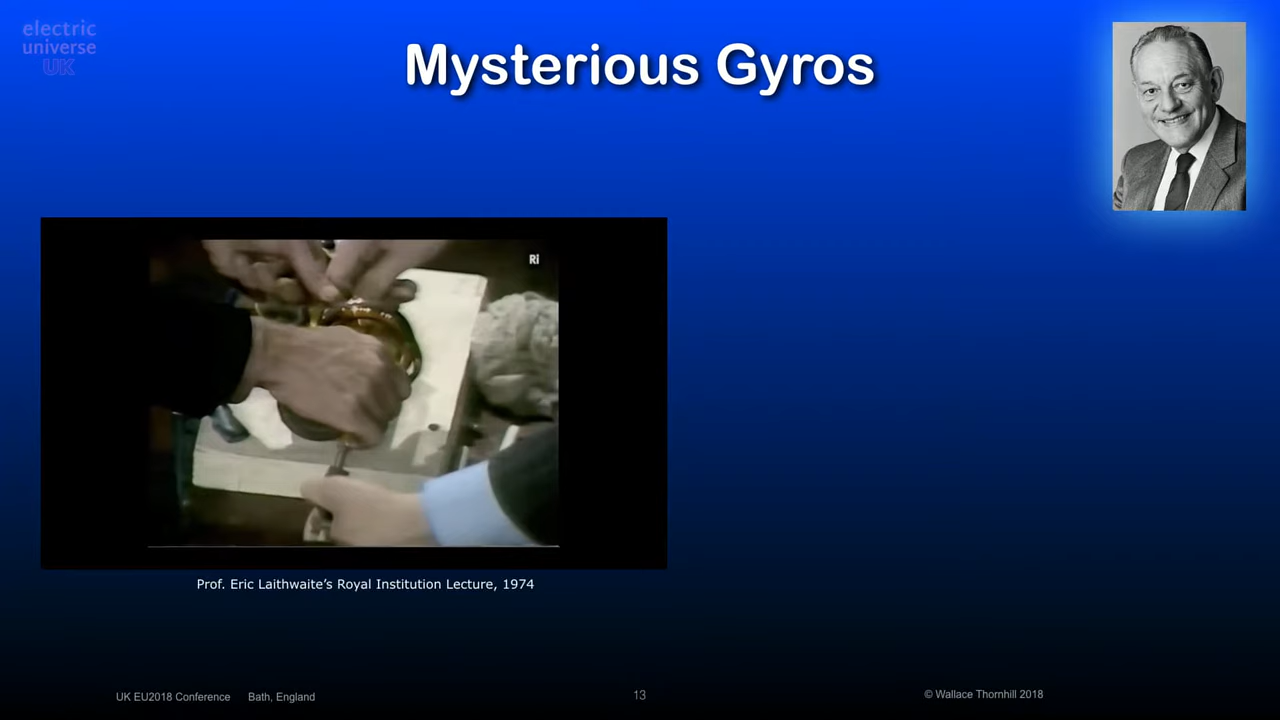 electric
universe
UK
Mysterious Gyros
Ri
Prof. Eric Laithwaite’s Royal Institution Lecture, 1974
UK EU2018 Conference Bath, England
13
© Wallace Thornhill 2018